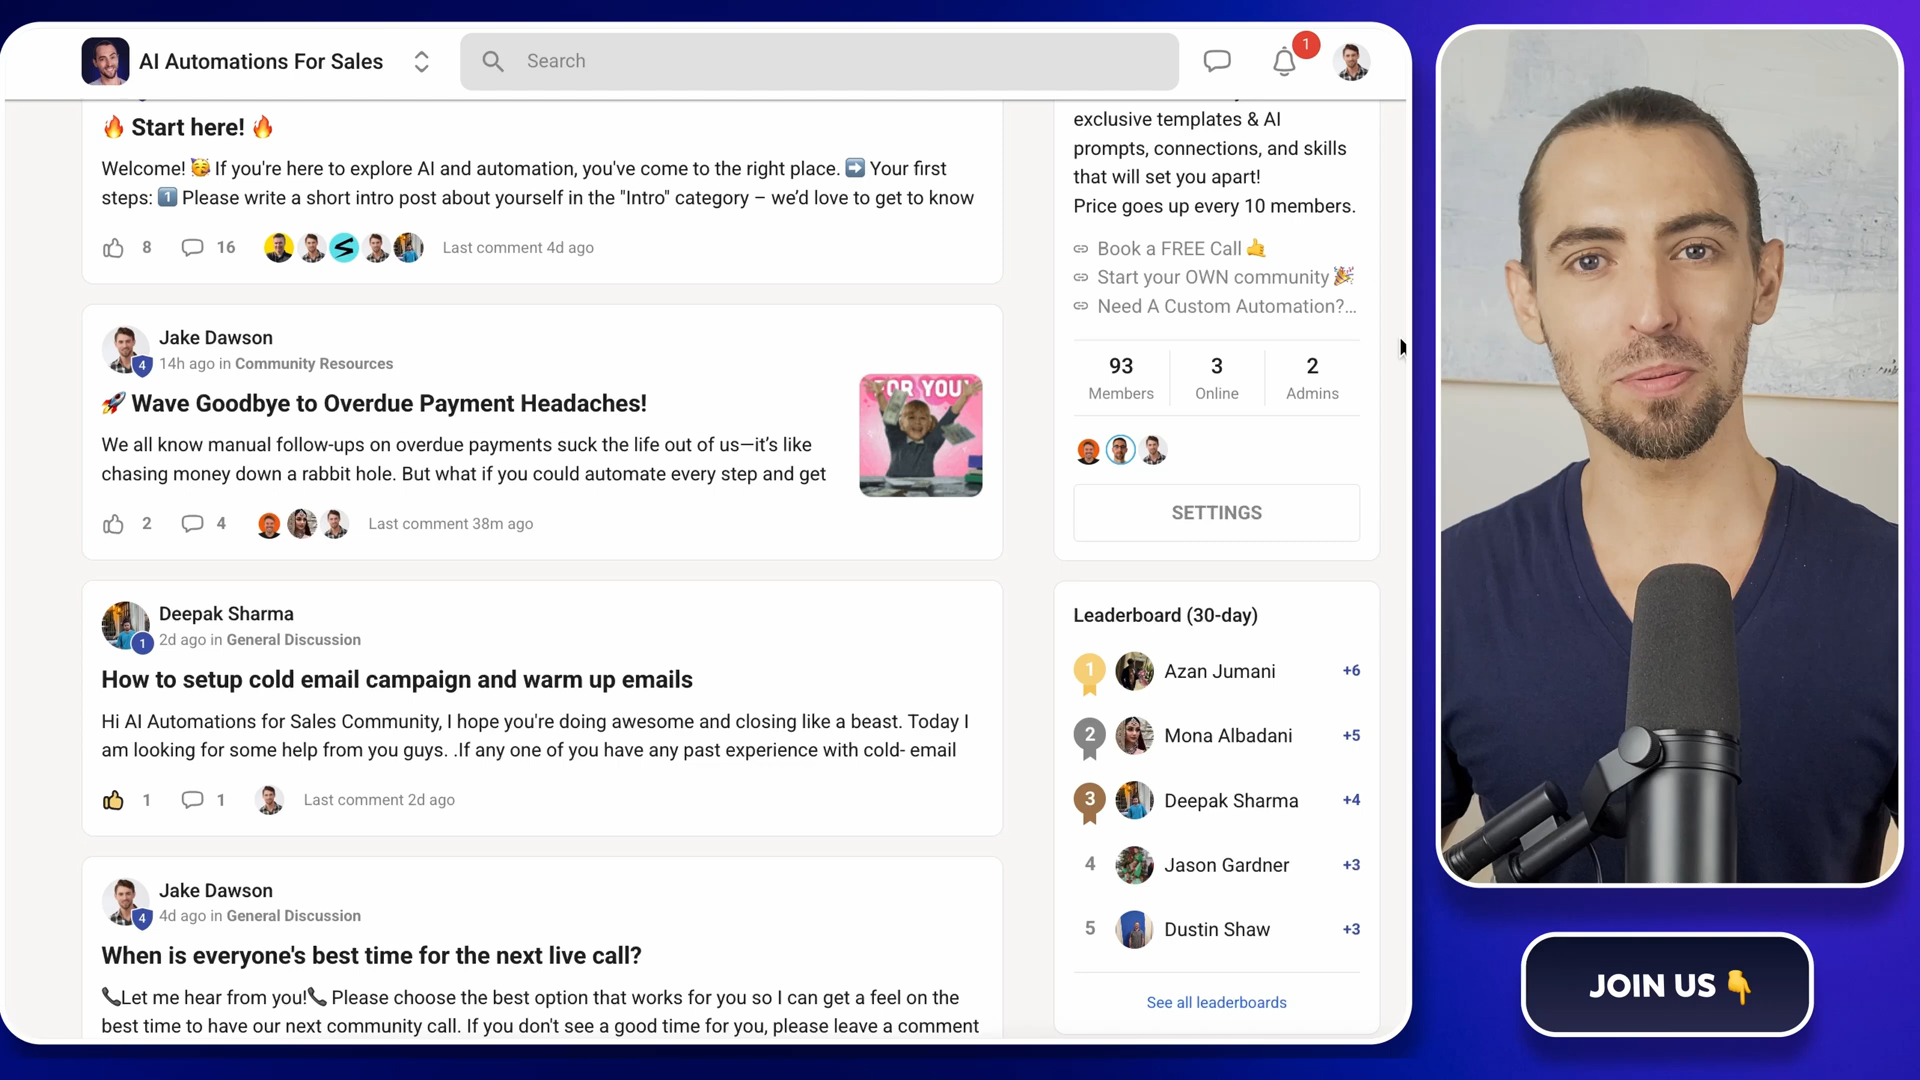 AI Automations For Sales
Search
1
🔥 Start here! 🔥
Welcome! 🥳 If you're here to explore AI and automation, you've come to the right place. ➡️ Your first
steps: 1️⃣ Please write a short intro post about yourself in the "Intro" category – we’d love to get to know
8
16
Last comment 4d ago
Jake Dawson
4
14h ago in Community Resources
🚀 Wave Goodbye to Overdue Payment Headaches!
We all know manual follow-ups on overdue payments suck the life out of us—it’s like
chasing money down a rabbit hole. But what if you could automate every step and get
FOR YOU!
2
4
Last comment 38m ago
Deepak Sharma
1
2d ago in General Discussion
How to setup cold email campaign and warm up emails
Hi AI Automations for Sales Community, I hope you're doing awesome and closing like a beast. Today I
am looking for some help from you guys. .If any one of you have any past experience with cold- email
1
1
Last comment 2d ago
Jake Dawson
4
4d ago in General Discussion
When is everyone's best time for the next live call?
📞Let me hear from you!📞 Please choose the best option that works for you so I can get a feel on the
best time to have our next community call. If you don't see a good time for you, please leave a comment
exclusive templates & AI
prompts, connections, and skills
that will set you apart!
Price goes up every 10 members.
Book a FREE Call 🤙
Start your OWN community 🎉
Need A Custom Automation?...
93
Members
3
Online
2
Admins
SETTINGS
Leaderboard (30-day)
1 Azan Jumani +6
2 Mona Albadani +5
3 Deepak Sharma +4
4 Jason Gardner +3
5 Dustin Shaw +3
See all leaderboards
JOIN US 👇